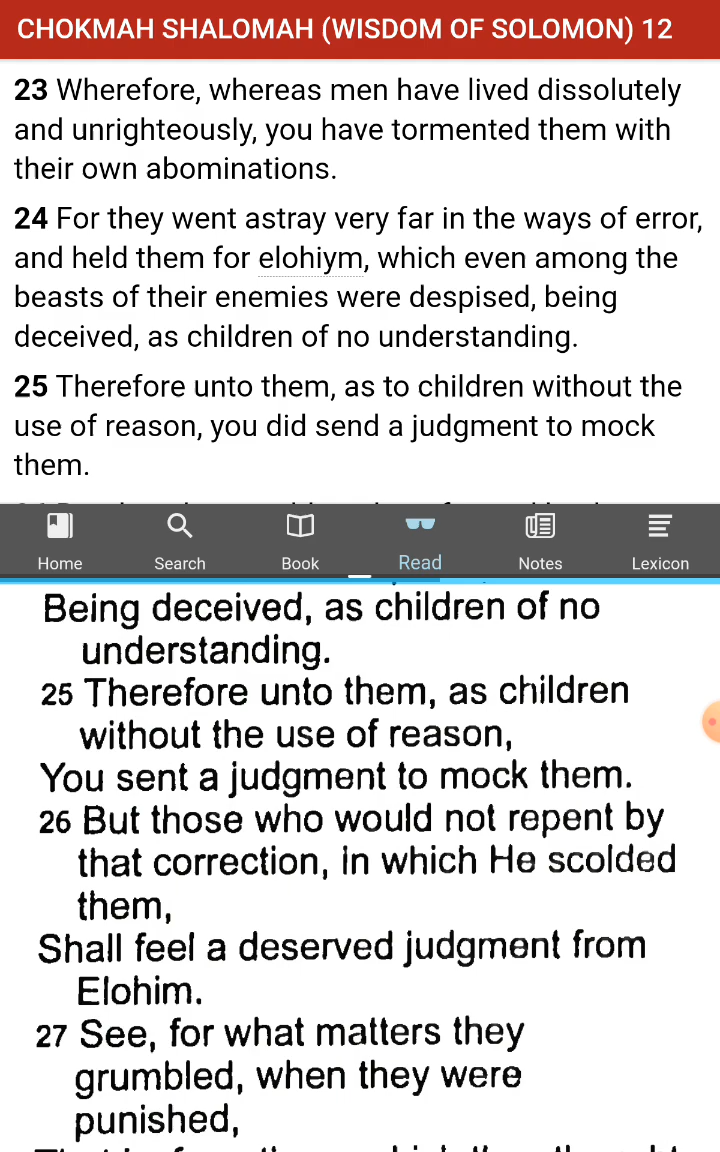 CHOKMAH SHALOMAH (WISDOM OF SOLOMON) 12
23 Wherefore, whereas men have lived dissolutely
and unrighteously, you have tormented them with
their own abominations.
24 For they went astray very far in the ways of error,
and held them for elohiym, which even among the
beasts of their enemies were despised, being
deceived, as children of no understanding.
25 Therefore unto them, as to children without the
use of reason, you did send a judgment to mock
them.
Home Search Book Read Notes Lexicon
Being deceived, as children of no
understanding.
25 Therefore unto them, as children
without the use of reason,
You sent a judgment to mock them.
26 But those who would not repent by
that correction, in which He scolded
them,
Shall feel a deserved judgment from
Elohim.
27 See, for what matters they
grumbled, when they were
punished,